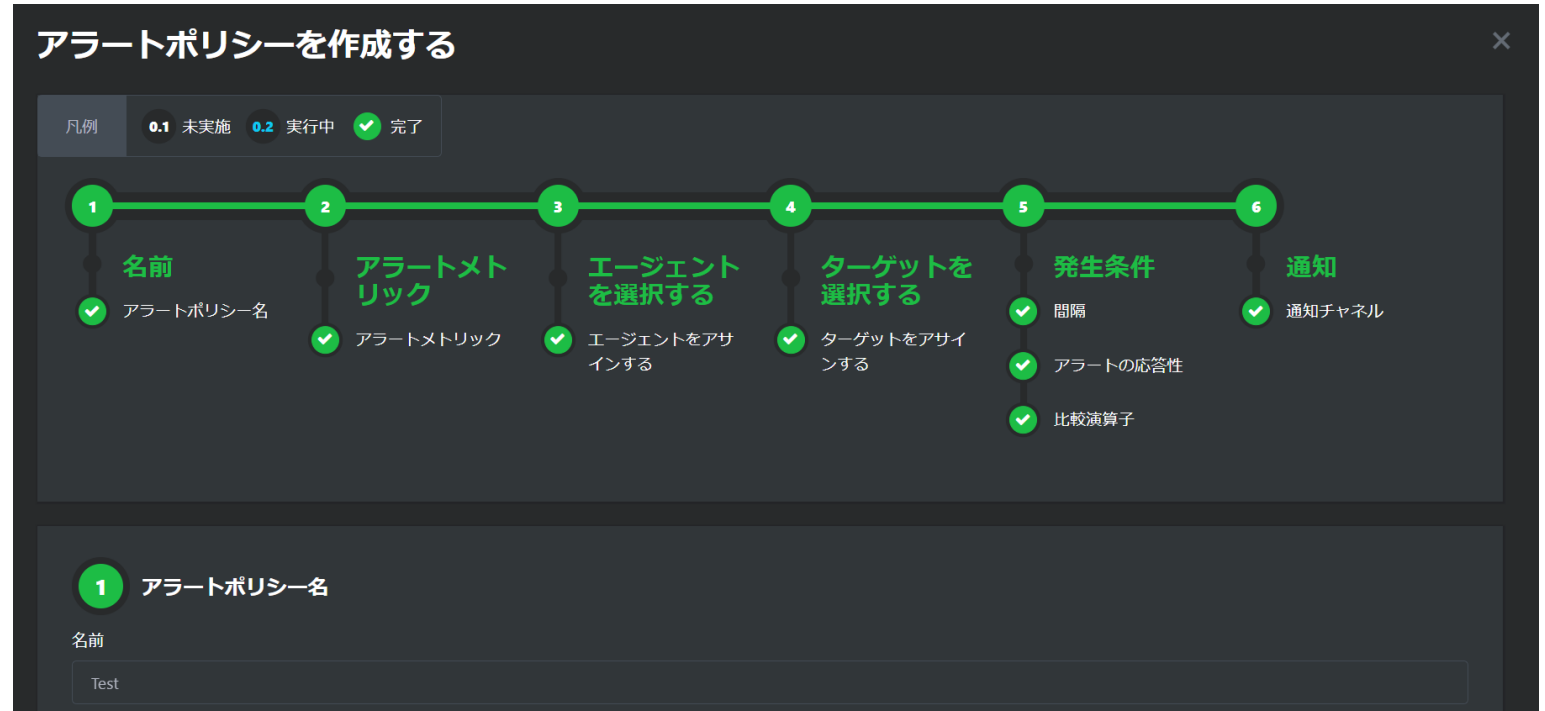 アラートポリシーを作成する
凡例 0.1 未実施 0.2 実行中 完了
1 2 3 4 5 6
名前
アラートポリシー名
アラートメト
リック
アラートメトリック
エージェント
を選択する
エージェントをアサ
インする
ターゲットを
選択する
ターゲットをアサイ
ンする
発生条件
間隔
アラートの応答性
比較演算子
通知
通知チャネル
1 アラートポリシー名
名前
Test